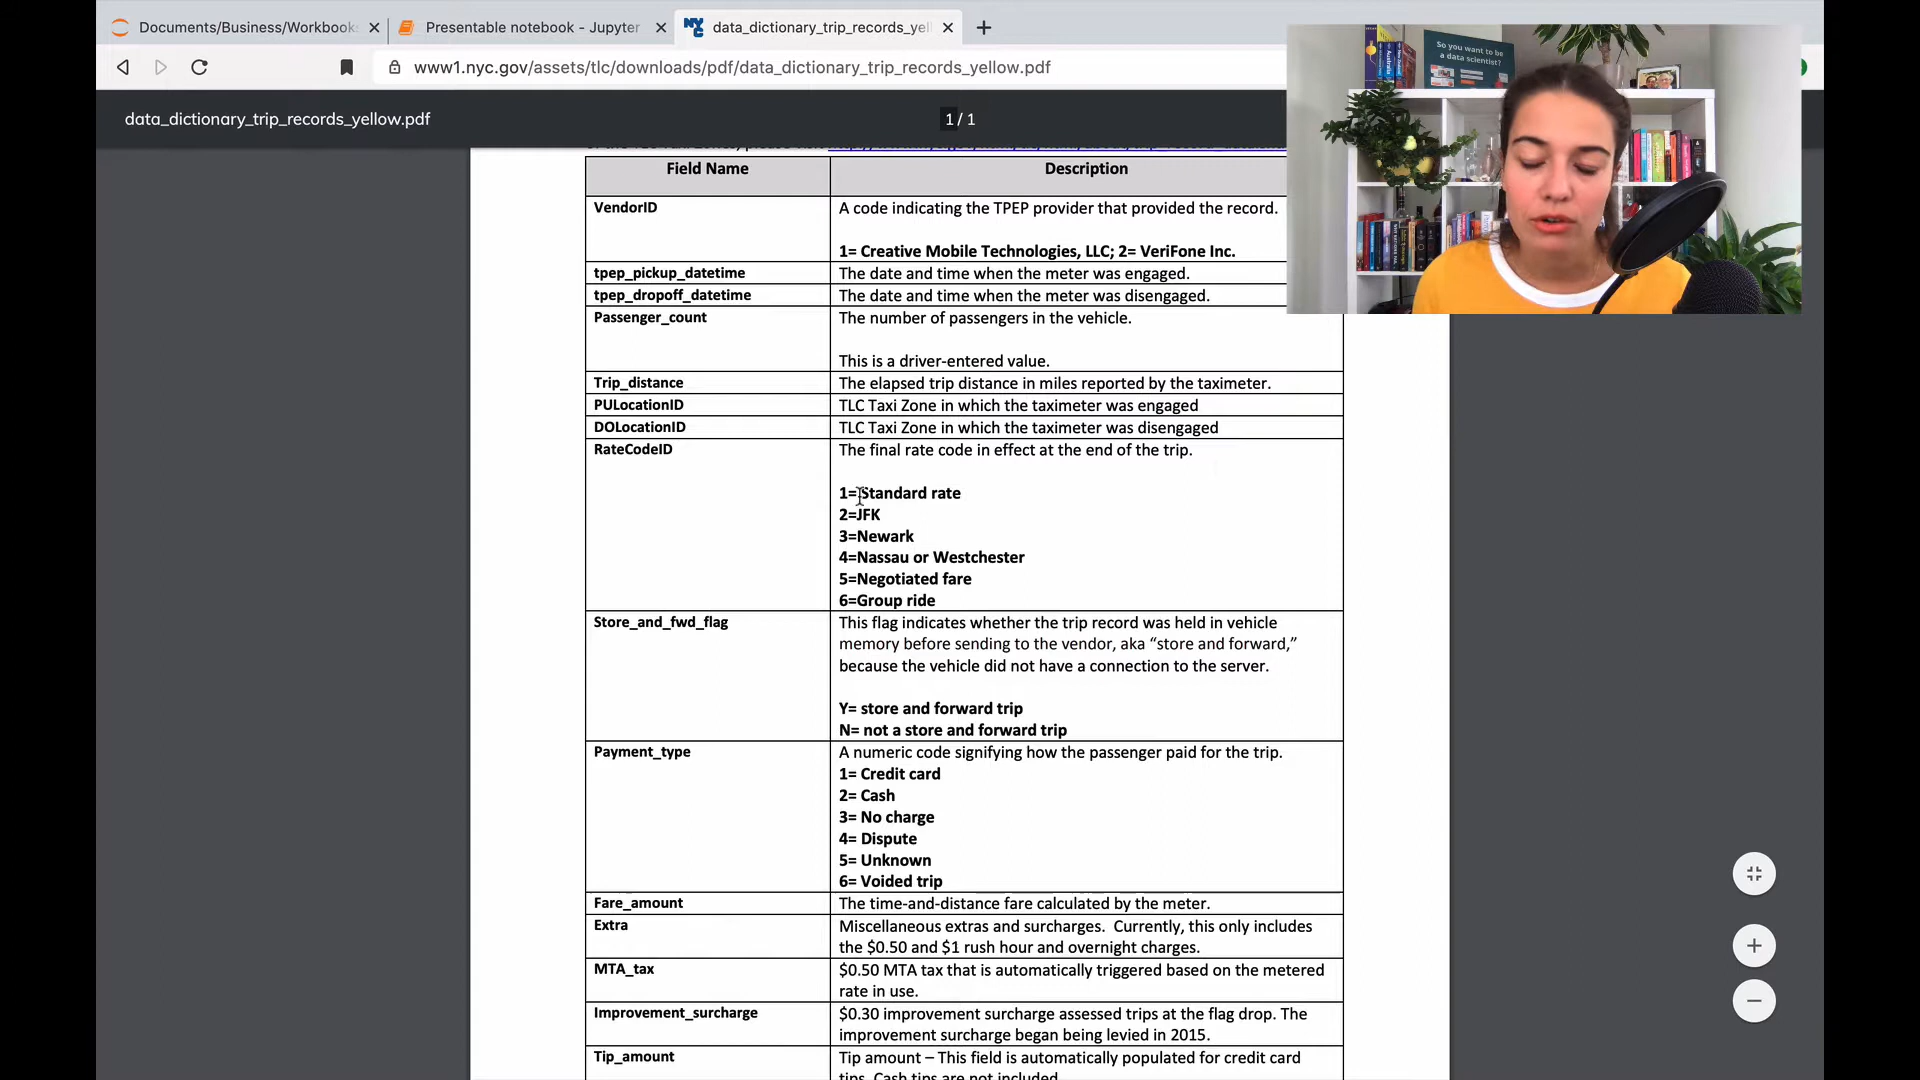 Documents/Business/Workbook
Presentable notebook - Jupyter
data_dictionary_trip_records_yel
www1.nyc.gov/assets/tlc/downloads/pdf/data_dictionary_trip_records_yellow.pdf
data_dictionary_trip_records_yellow.pdf
1 / 1
So you want to be
a data scientist?
Field Name
Description
VendorID
A code indicating the TPEP provider that provided the record.
1= Creative Mobile Technologies, LLC; 2= VeriFone Inc.
tpep_pickup_datetime
The date and time when the meter was engaged.
tpep_dropoff_datetime
The date and time when the meter was disengaged.
Passenger_count
The number of passengers in the vehicle.
This is a driver-entered value.
Trip_distance
The elapsed trip distance in miles reported by the taximeter.
PULocationID
TLC Taxi Zone in which the taximeter was engaged
DOLocationID
TLC Taxi Zone in which the taximeter was disengaged
RateCodeID
The final rate code in effect at the end of the trip.
1= Standard rate
2=JFK
3=Newark
4=Nassau or Westchester
5=Negotiated fare
6=Group ride
Store_and_fwd_flag
This flag indicates whether the trip record was held in vehicle
memory before sending to the vendor, aka “store and forward,”
because the vehicle did not have a connection to the server.
Y= store and forward trip
N= not a store and forward trip
Payment_type
A numeric code signifying how the passenger paid for the trip.
1= Credit card
2= Cash
3= No charge
4= Dispute
5= Unknown
6= Voided trip
Fare_amount
The time-and-distance fare calculated by the meter.
Extra
Miscellaneous extras and surcharges. Currently, this only includes
the $0.50 and $1 rush hour and overnight charges.
MTA_tax
$0.50 MTA tax that is automatically triggered based on the metered
rate in use.
Improvement_surcharge
$0.30 improvement surcharge assessed trips at the flag drop. The
improvement surcharge began being levied in 2015.
Tip_amount
Tip amount – This field is automatically populated for credit card
tips. Cash tips are not included.